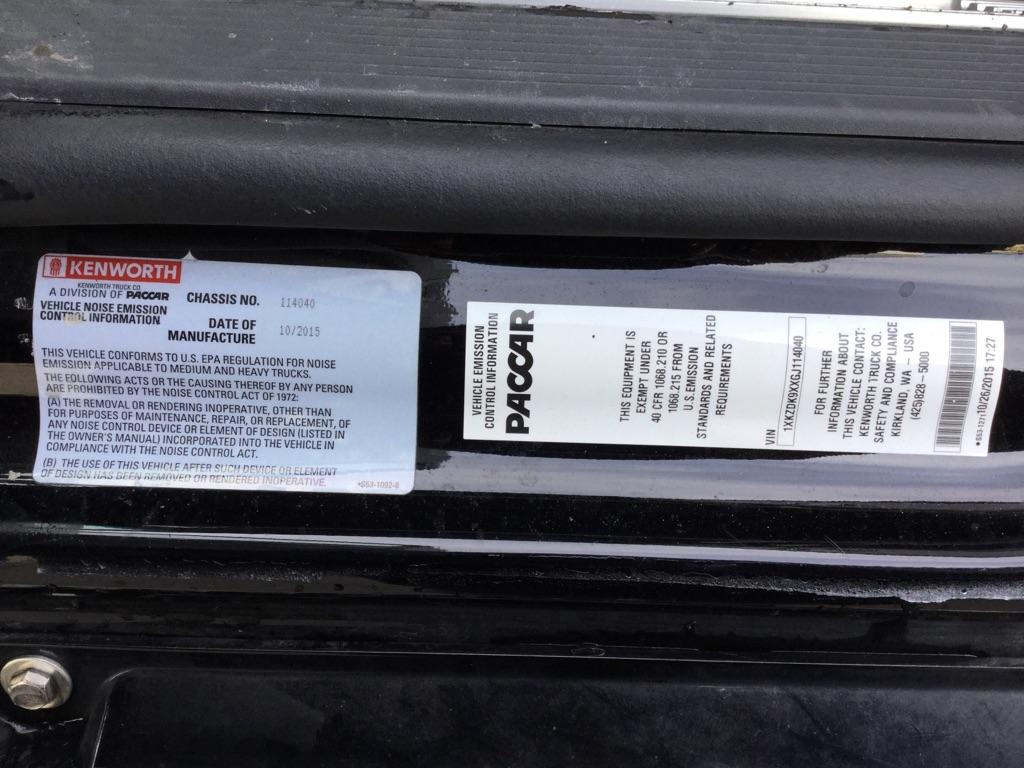 KENWORTH
KENWORTH TRUCK CO.
A DIVISION OF PACCAR
VEHICLE NOISE EMISSION
CONTROL INFORMATION
CHASSIS NO. 114040
DATE OF
MANUFACTURE 10/2015
THIS VEHICLE CONFORMS TO U.S. EPA REGULATION FOR NOISE
EMISSION APPLICABLE TO MEDIUM AND HEAVY TRUCKS.
THE FOLLOWING ACTS OR THE CAUSING THEREOF BY ANY PERSON
ARE PROHIBITED BY THE NOISE CONTROL ACT OF 1972:
(A) THE REMOVAL OR RENDERING INOPERATIVE, OTHER THAN
FOR PURPOSES OF MAINTENANCE, REPAIR, OR REPLACEMENT, OF
ANY NOISE CONTROL DEVICE OR ELEMENT OF DESIGN (LISTED IN
THE OWNER'S MANUAL) INCORPORATED INTO THE VEHICLE IN
COMPLIANCE WITH THE NOISE CONTROL ACT.
(B) THE USE OF THIS VEHICLE AFTER SUCH DEVICE OR ELEMENT
OF DESIGN HAS BEEN REMOVED OR RENDERED INOPERATIVE.
•S53-1092-B
VEHICLE EMISSION
CONTROL INFORMATION
PACCAR
THIS EQUIPMENT IS
EXEMPT UNDER
40 CFR 1068.210 OR
1068.215 FROM
U.S.EMISSION
STANDARDS AND RELATED
REQUIREMENTS
VIN
1XKZDK9XXGJ114040
FOR FURTHER
INFORMATION ABOUT
THIS VEHICLE CONTACT:
KENWORTH TRUCK CO.
SAFETY AND COMPLIANCE
KIRKLAND, WA – USA
(425)828–5000
•S53-1271 10/26/2015 17:27